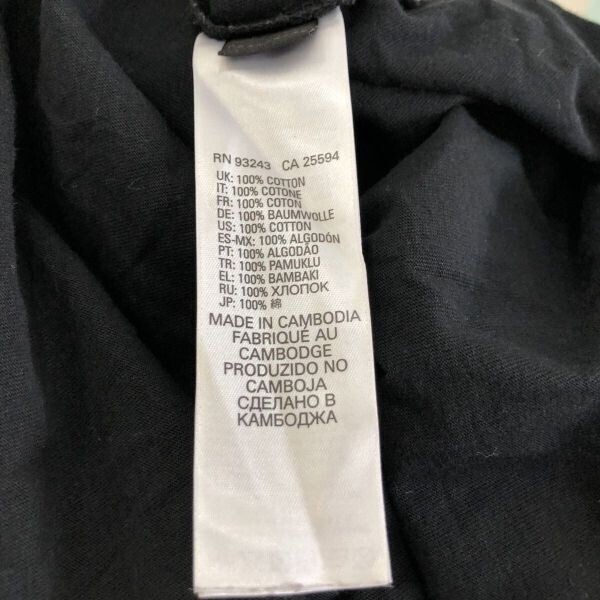 RN 93243 CA 25594
UK: 100% COTTON
IT: 100% COTONE
FR: 100% COTON
DE: 100% BAUMWOLLE
US: 100% COTTON
ES-MX: 100% ALGODÓN
PT: 100% ALGODÃO
TR: 100% PAMUKLU
EL: 100% BAMBAKI
RU: 100% ХЛОПОК
JP: 100% 綿
MADE IN CAMBODIA
FABRIQUÉ AU
CAMBODGE
PRODUZIDO NO
CAMBOJA
СДЕЛАНО В
КАМБОДЖА